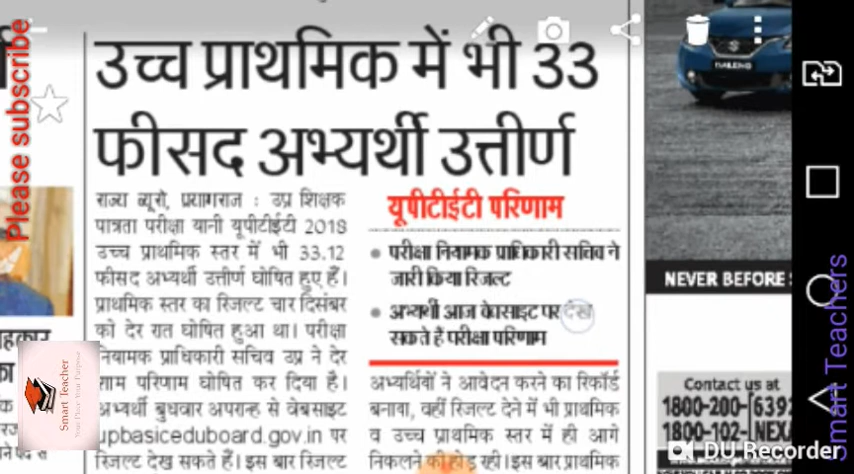 Please subscribe
उच्च प्राथमिक में भी 33
फीसद अभ्यर्थी उत्तीर्ण
राज्य ब्यूरो, प्रयागराज : उप्र शिक्षक
पात्रता परीक्षा यानी यूपीटीईटी 2018
उच्च प्राथमिक स्तर में भी 33.12
फीसद अभ्यर्थी उत्तीर्ण घोषित हुए हैं।
प्राथमिक स्तर का रिजल्ट चार दिसंबर
को देर रात घोषित हुआ था। परीक्षा
नियामक प्राधिकारी सचिव उप्र ने देर
शाम परिणाम घोषित कर दिया है।
अभ्यर्थी बुधवार अपरान्ह से वेबसाइट
upbasiceduboard.gov.in पर
रिजल्ट देख सकते हैं। इस बार रिजल्ट
यूपीटीईटी परिणाम
परीक्षा नियामक प्राधिकारी सचिव ने
जारी किया रिजल्ट
अभ्यर्थी आज वेबसाइट पर देख
सकते हैं परीक्षा परिणाम
अभ्यर्थियों ने आवेदन करने का रिकॉर्ड
बनाया, वहीं रिजल्ट देने में भी प्राथमिक
व उच्च प्राथमिक स्तर में ही आगे
निकलने की होड़ रही। इस बार प्राथमिक
NEVER BEFORE
Contact us at
1800-200-[6392
1800-102-[NEX
Smart Teacher
Smart Teachers
DU Recorder